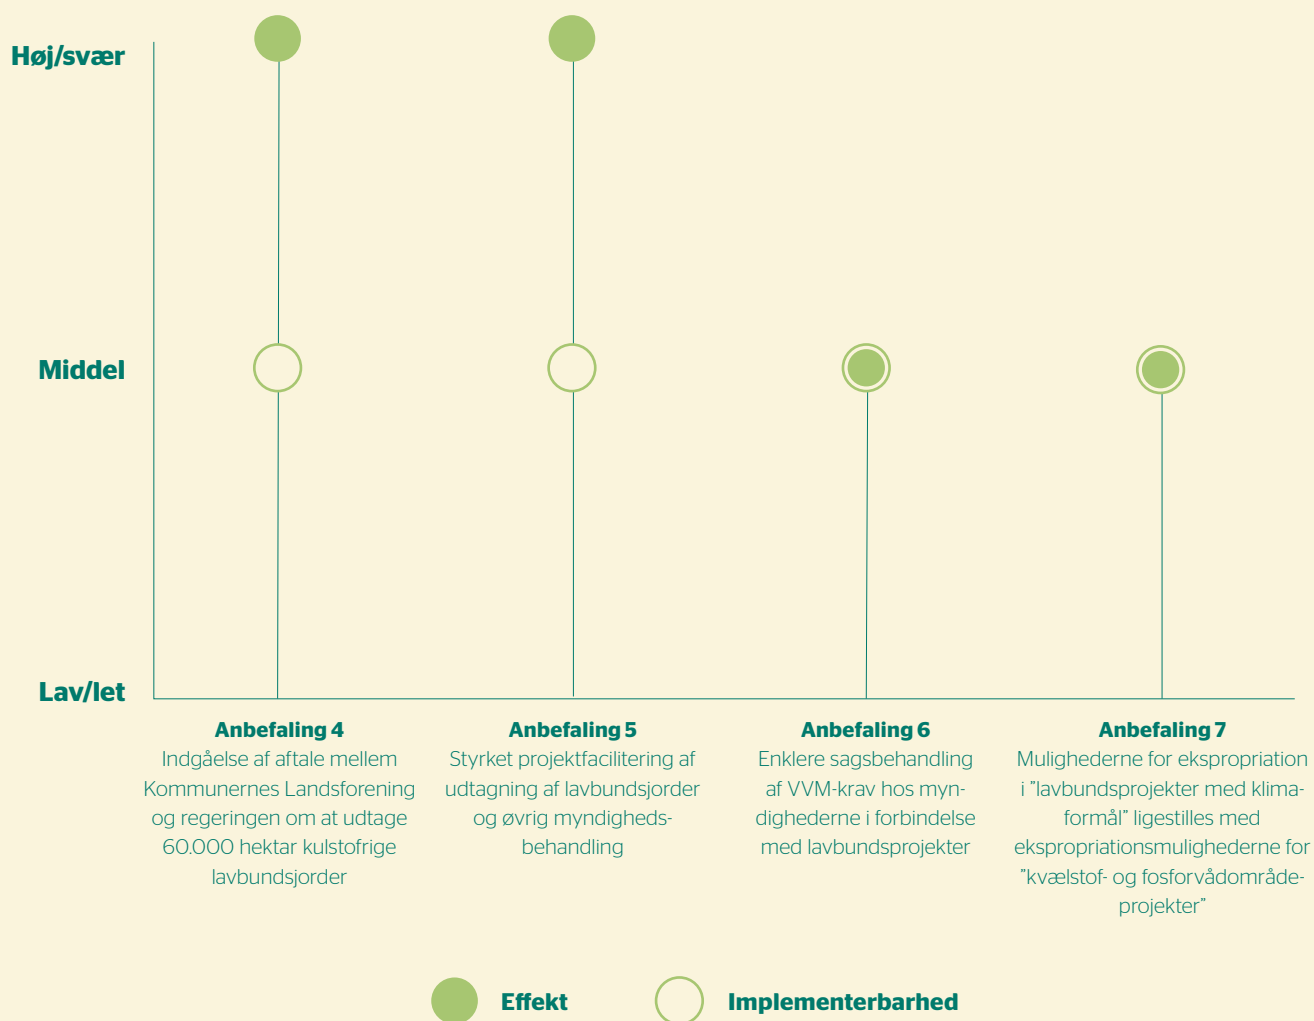 Høj/svær
Middel
Lav/let
Anbefaling 4
Indgåelse af aftale mellem
Kommunernes Landsforening
og regeringen om at udtage
60.000 hektar kulstofrige
lavbundsjorder
Anbefaling 5
Styrket projektfacilitering af
udtagning af lavbundsjorder
og øvrig myndigheds-
behandling
Anbefaling 6
Enklere sagsbehandling
af VVM-krav hos myn-
dighederne i forbindelse
med lavbundsprojekter
Anbefaling 7
Mulighederne for ekspropriation
i "lavbundsprojekter med klima-
formål" ligestilles med
ekspropriationsmulighederne for
"kvælstof- og fosforvådområde-
projekter"
Effekt
Implementerbarhed